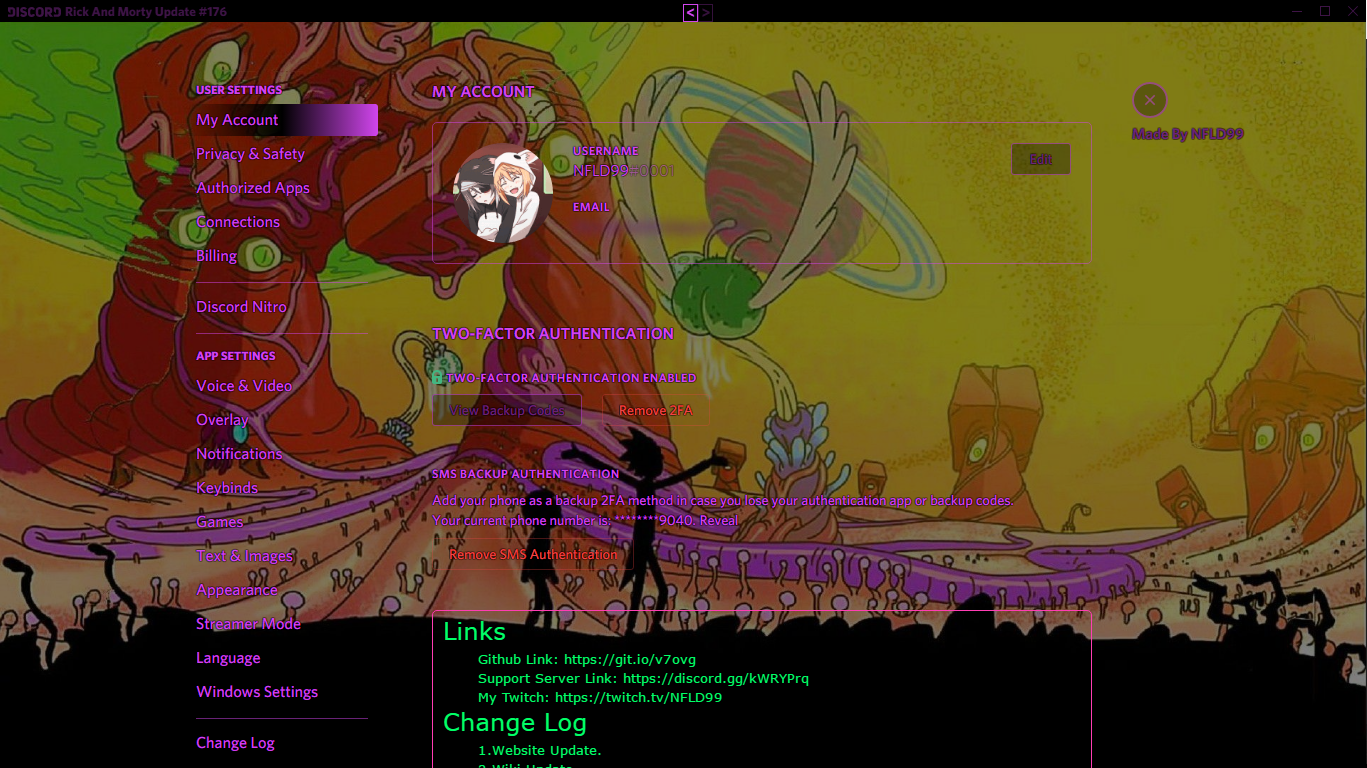 DISCORD Rick And Morty Update #176
< >
USER SETTINGS
My Account
Privacy & Safety
Authorized Apps
Connections
Billing
Discord Nitro
APP SETTINGS
Voice & Video
Overlay
Notifications
Keybinds
Games
Text & Images
Appearance
Streamer Mode
Language
Windows Settings
Change Log
MY ACCOUNT
USERNAME
NFLD99#0001
Edit
EMAIL
TWO-FACTOR AUTHENTICATION
TWO-FACTOR AUTHENTICATION ENABLED
View Backup Codes
Remove 2FA
SMS BACKUP AUTHENTICATION
Add your phone as a backup 2FA method in case you lose your authentication app or backup codes.
Your current phone number is: ********9040. Reveal
Remove SMS Authentication
Links
Github Link: https://git.io/v7ovg
Support Server Link: https://discord.gg/kWRYPrq
My Twitch: https://twitch.tv/NFLD99
Change Log
1.Website Update.
2.Wiki Update.
Made By NFLD99